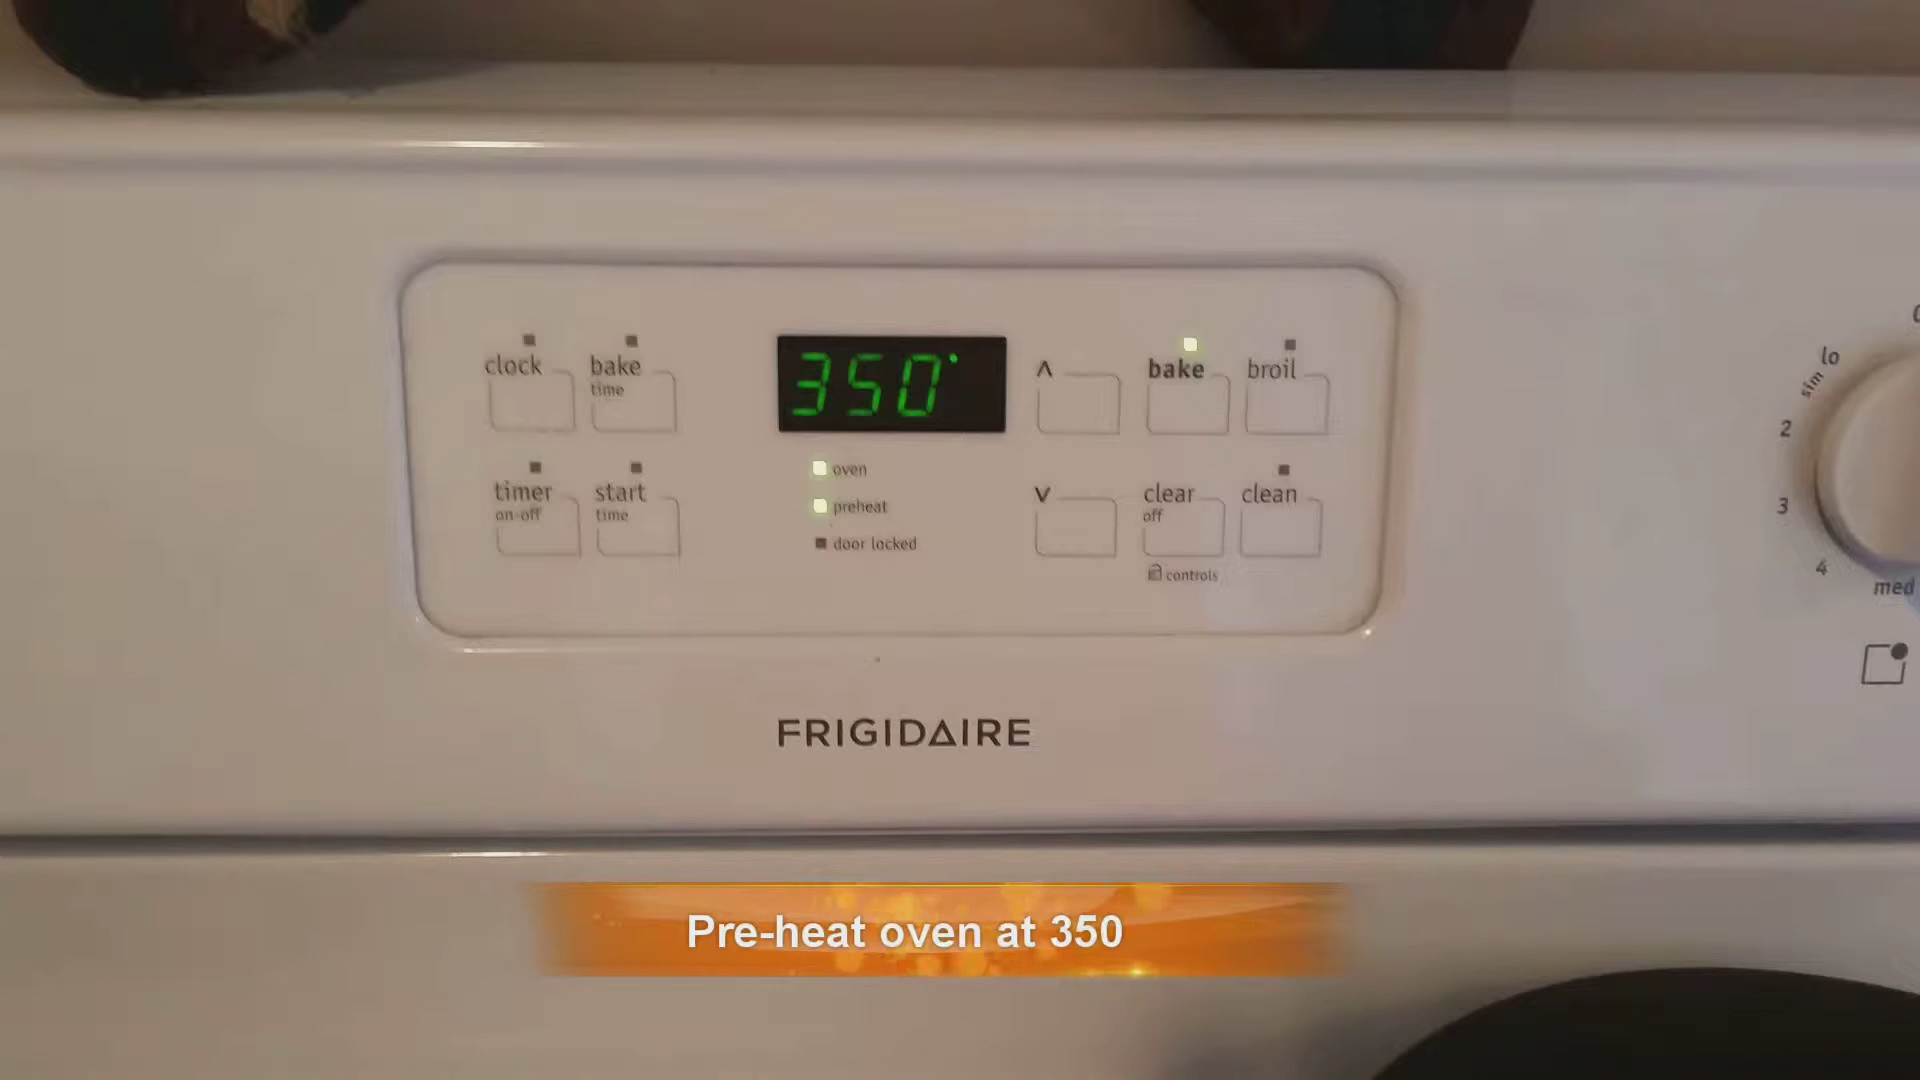 clock
bake
time
350°
^
bake
broil
timer
on-off
start
time
oven
preheat
door locked
v
clear
off
clean
controls
lo
sim
2
3
4
med
FRIGIDAIRE
Pre-heat oven at 350